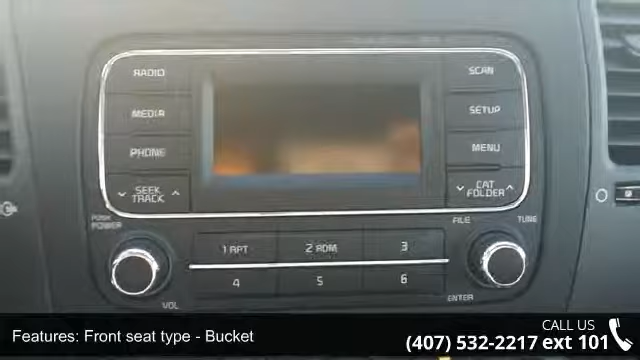 RADIO
SCAN
MEDIA
SETUP
PHONE
MENU
SEEK
TRACK
CAT
FOLDER
PUSH
POWER
FILE
TUNE
1 RPT
2 RDM
3
4
5
6
VOL
ENTER
Features: Front seat type - Bucket
CALL US
(407) 532-2217 ext 101